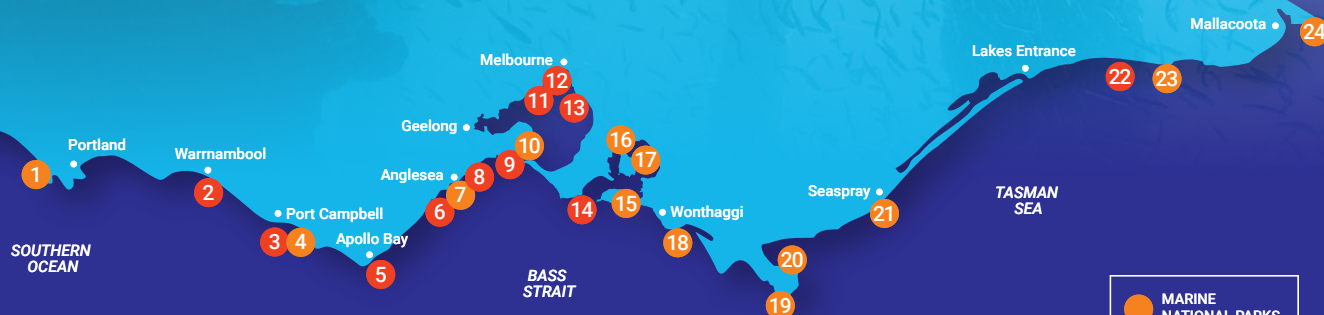 Mallacoota
24
Lakes Entrance
Melbourne
22
23
12
11
13
Geelong
Portland
16
10
Warrnambool
17
9
1
Anglesea
8
7
2
Seaspray
TASMAN
SEA
15
14
6
Wonthaggi
21
Port Campbell
3
4
Apollo Bay
18
SOUTHERN
OCEAN
20
5
BASS
STRAIT
19
MARINE
NATIONAL PARKS